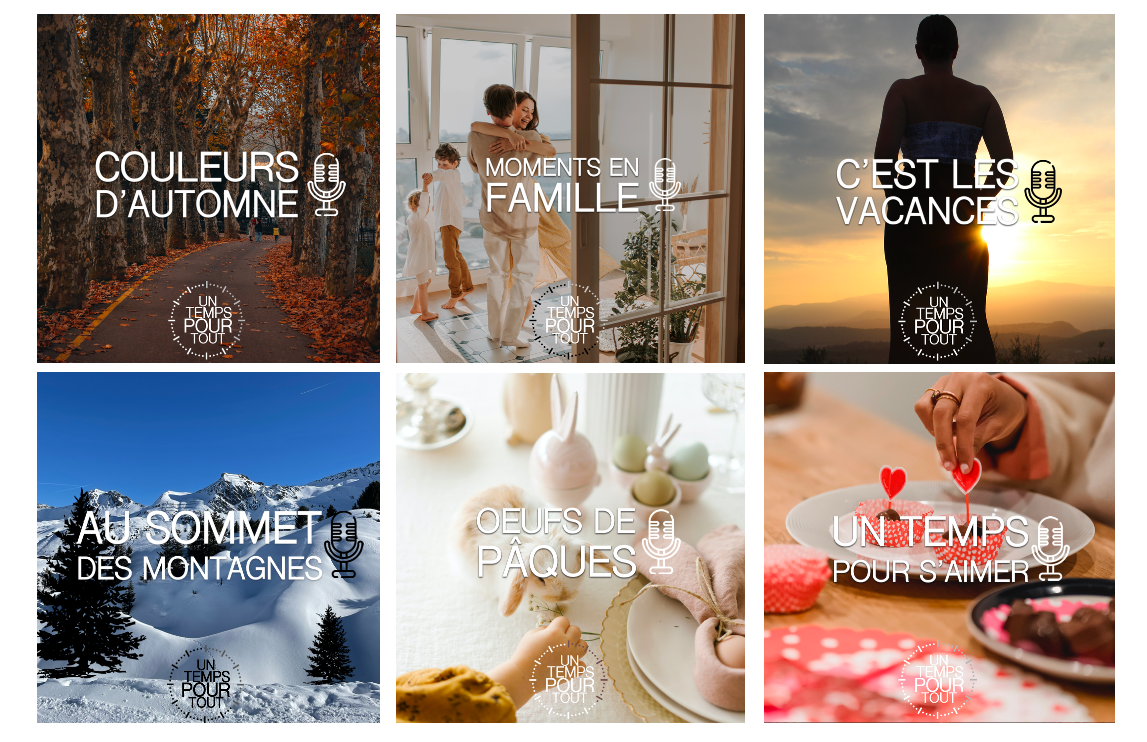 COULEURS
D'AUTOMNE
UN
TEMPS
POUR
TOUT
MOMENTS EN
FAMILLE
UN
TEMPS
POUR
TOUT
C'EST LES
VACANCES
UN
TEMPS
POUR
TOUT
AU SOMMET
DES MONTAGNES
UN
TEMPS
POUR
TOUT
OEUFS DE
PÂQUES
UN
TEMPS
POUR
TOUT
UN TEMPS
POUR S'AIMER
UN
TEMPS
POUR
TOUT